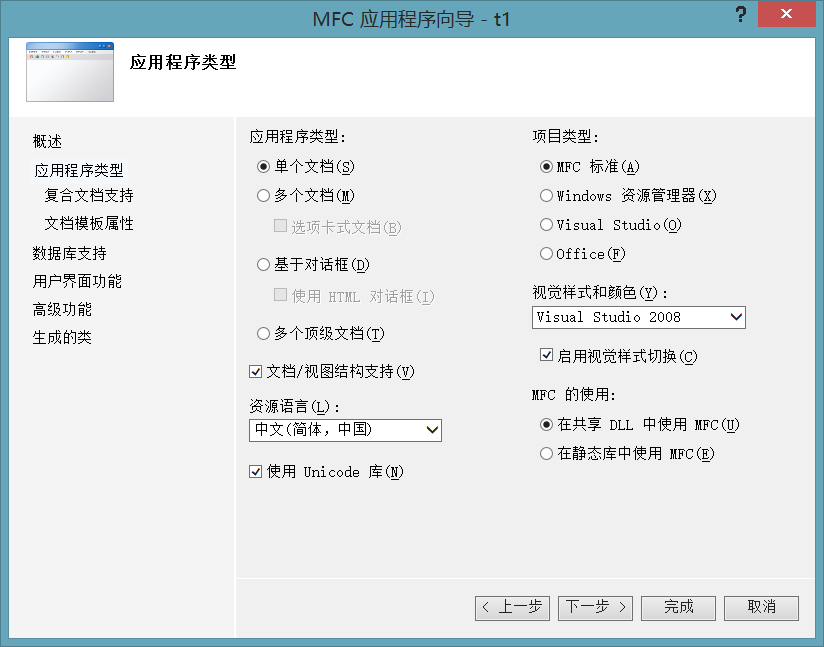 MFC 应用程序向导 - t1
?
应用程序类型
概述
应用程序类型
复合文档支持
文档模板属性
数据库支持
用户界面功能
高级功能
生成的类
应用程序类型:
单个文档(S)
多个文档(M)
选项卡式文档(B)
基于对话框(D)
使用 HTML 对话框(I)
多个顶级文档(T)
文档/视图结构支持(V)
资源语言(L):
中文(简体，中国)
使用 Unicode 库(N)
项目类型:
MFC 标准(A)
Windows 资源管理器(X)
Visual Studio(O)
Office(F)
视觉样式和颜色(Y):
Visual Studio 2008
启用视觉样式切换(C)
MFC 的使用:
在共享 DLL 中使用 MFC(U)
在静态库中使用 MFC(E)
< 上一步
下一步 >
完成
取消